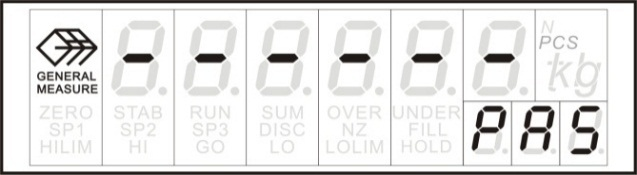 - - - - - -
N
PCS
kg
GENERAL
MEASURE
ZERO STAB RUN SUM OVER UNDER
SP1 SP2 SP3 DISC NZ FILL
HILIM HI GO LO LOLIM HOLD
PAS